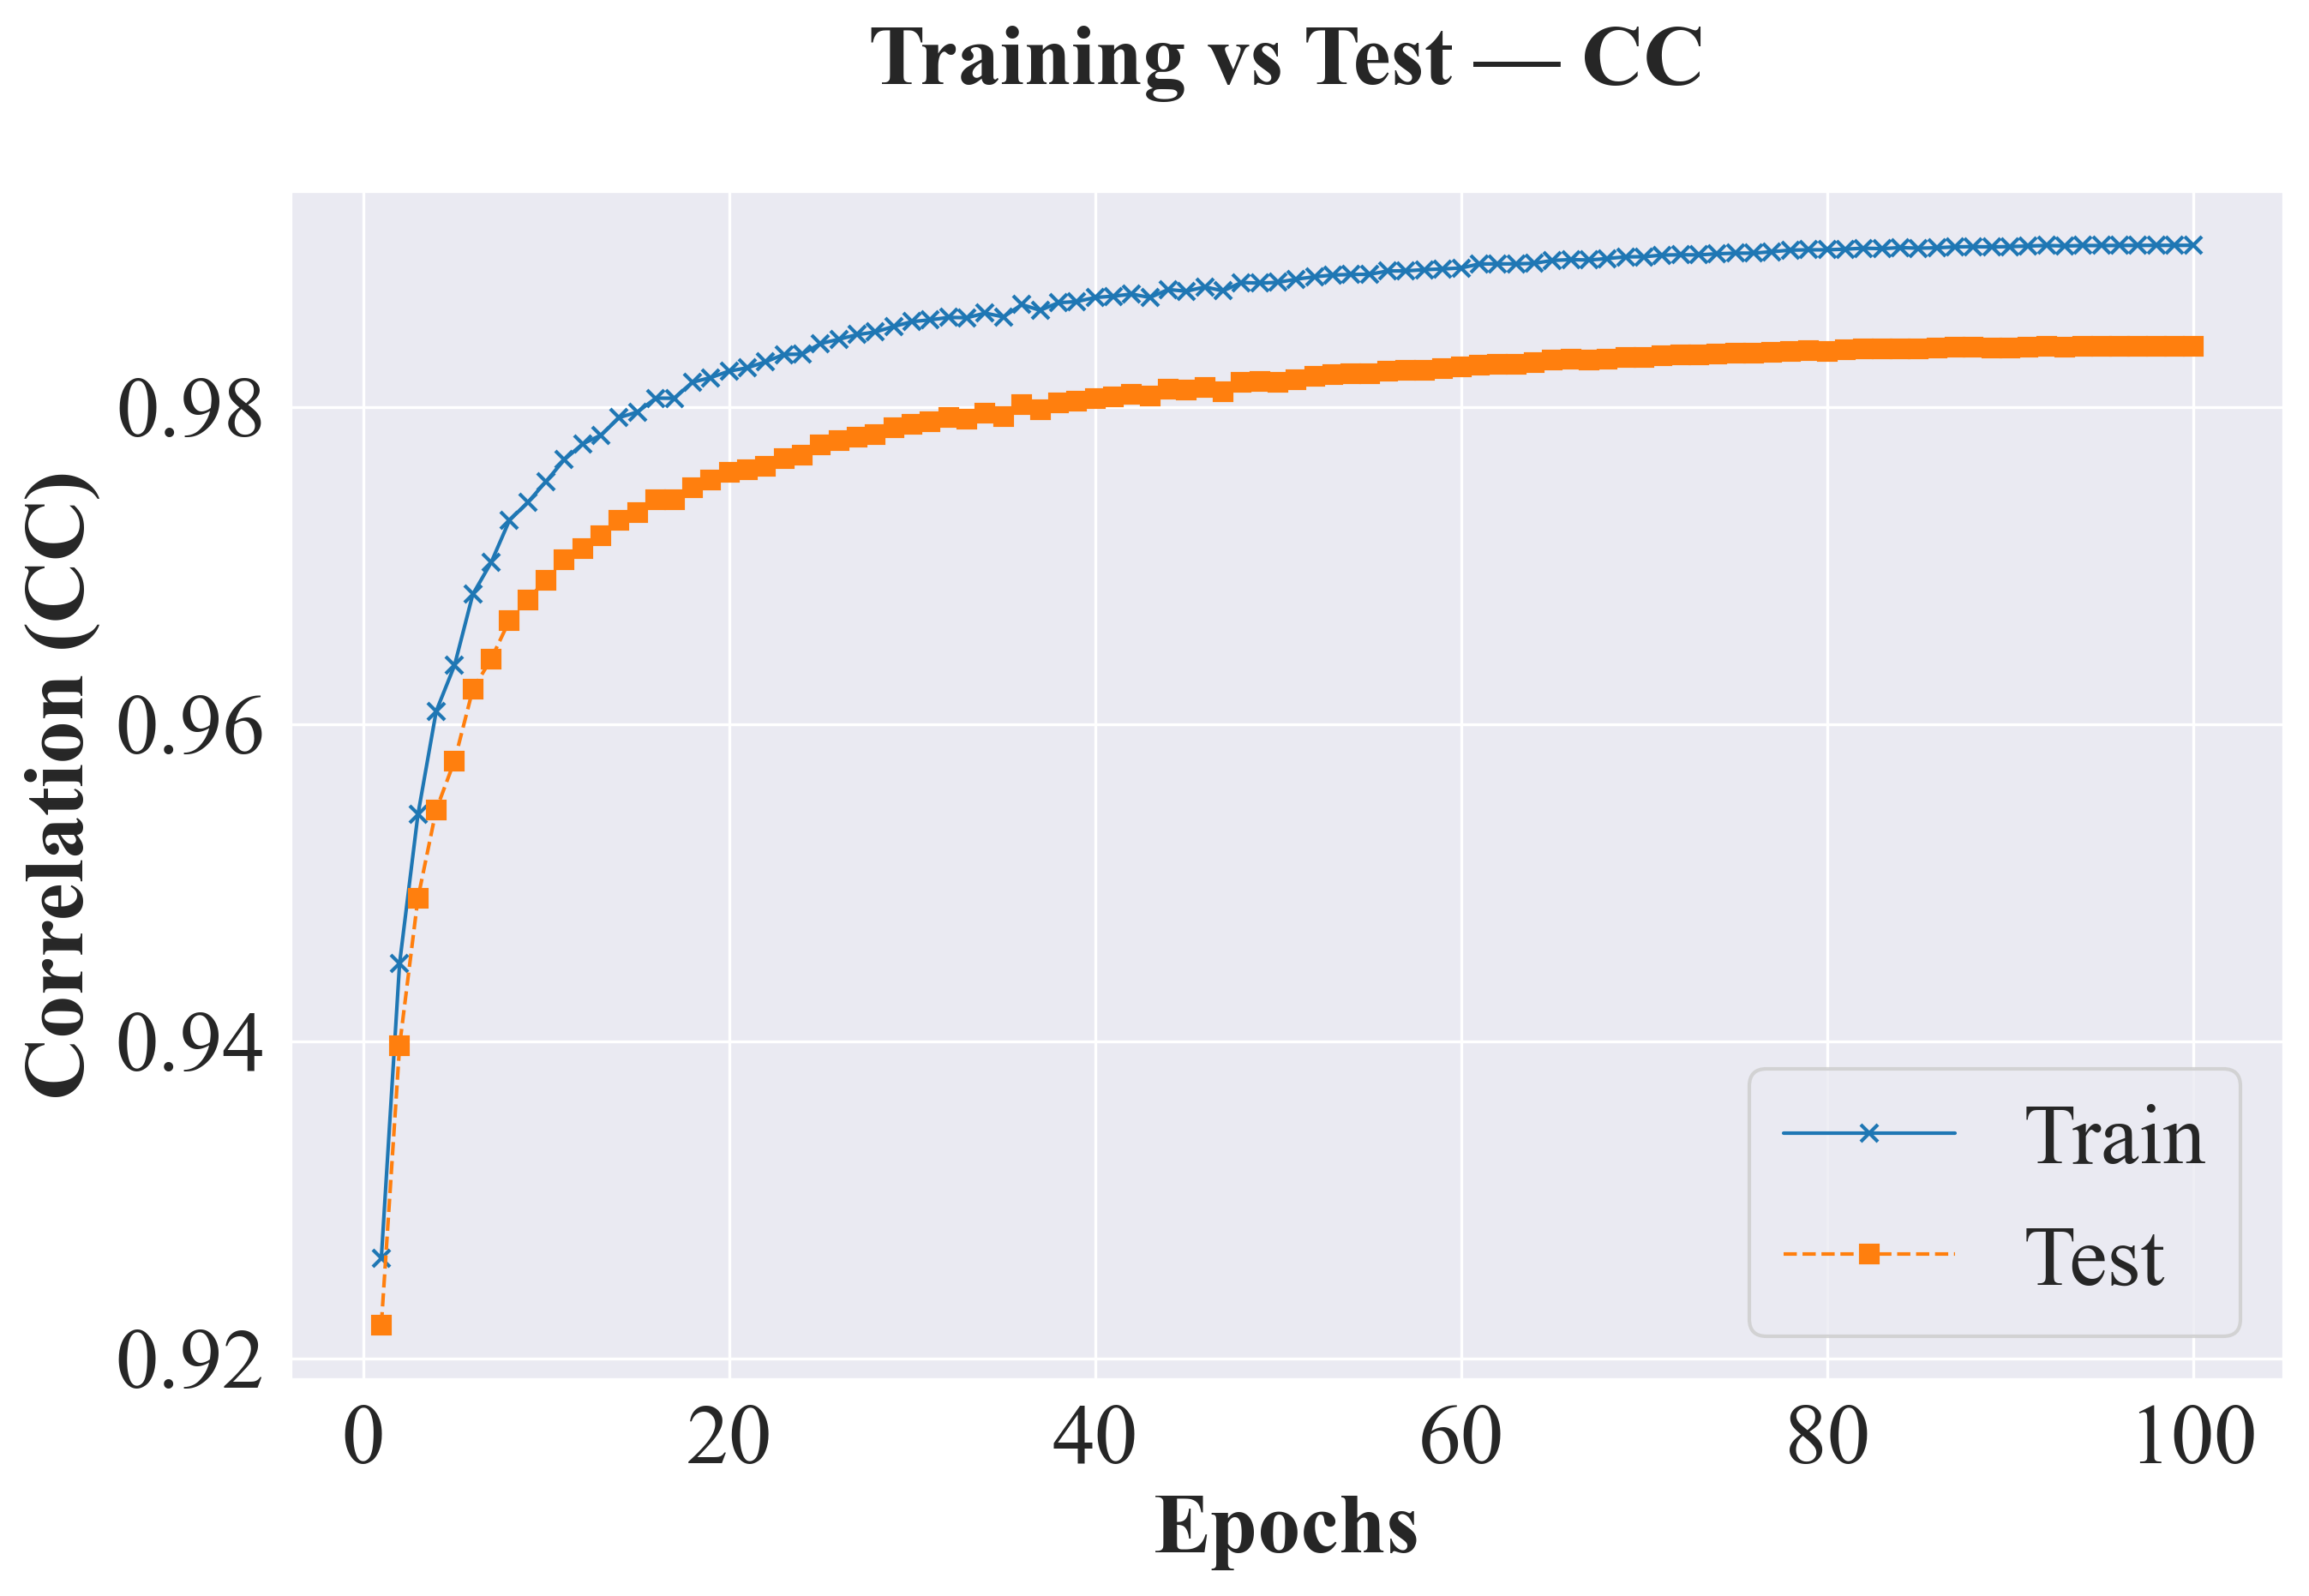 Training vs Test — CC
Correlation (CC)
0.98
0.96
0.94
0.92
0 20 40 60 80 100
Epochs
Train
Test